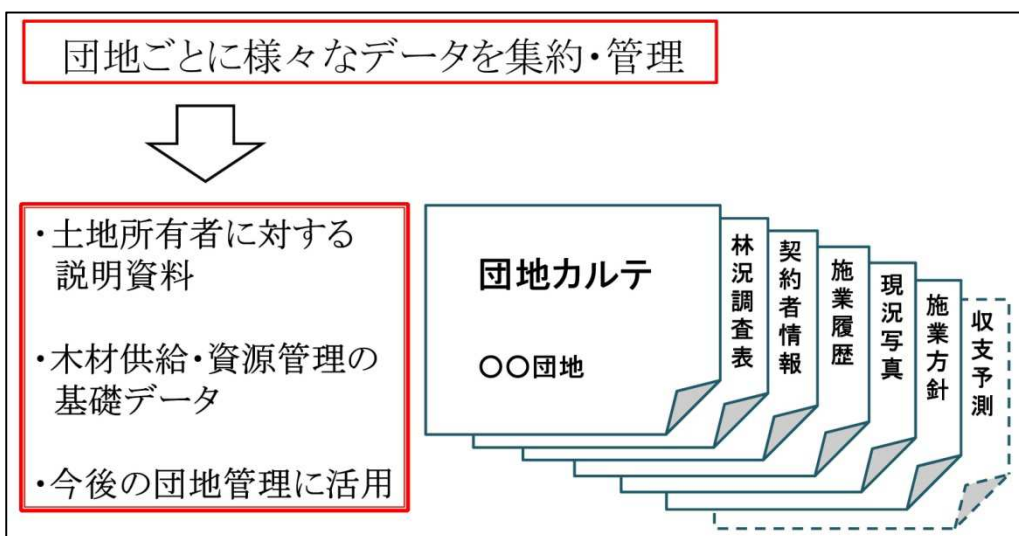 団地ごとに様々なデータを集約・管理
・土地所有者に対する
説明資料
・木材供給・資源管理の
基礎データ
・今後の団地管理に活用
団地カルテ
〇〇団地
林況調査表
契約者情報
施業履歴
現況写真
施業方針
収支予測